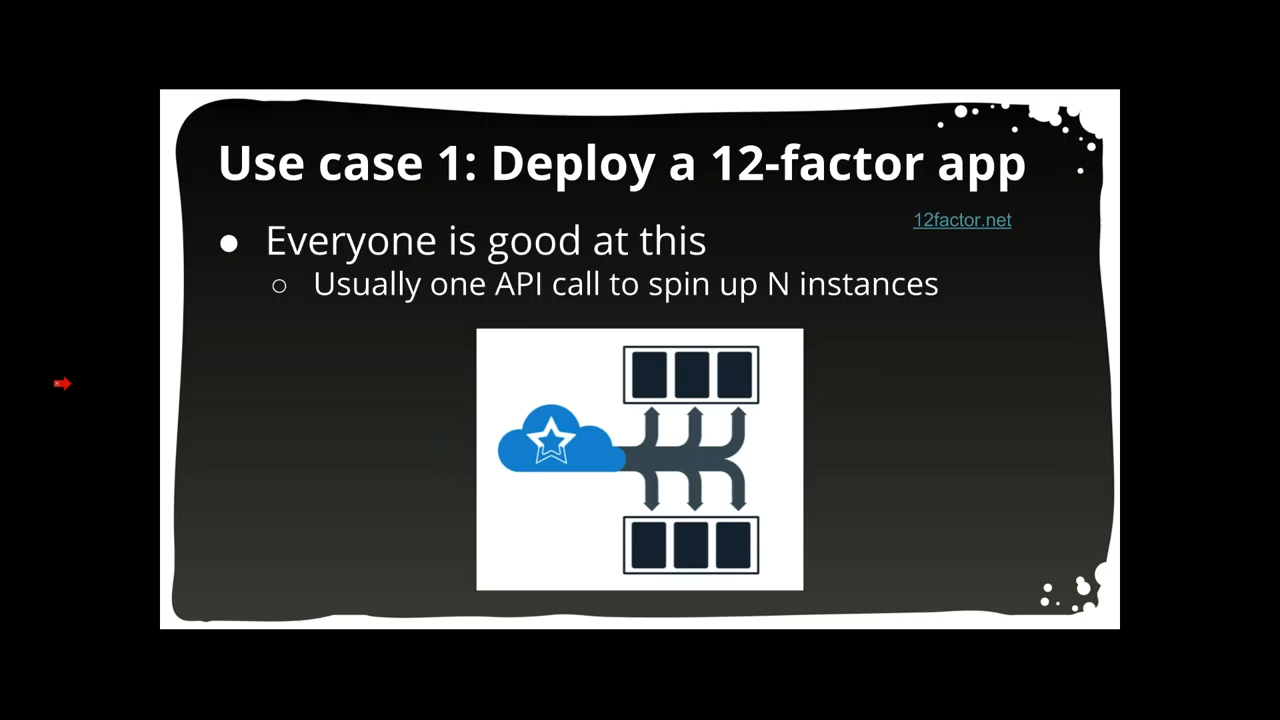 Use case 1: Deploy a 12-factor app
12factor.net
● Everyone is good at this
○ Usually one API call to spin up N instances